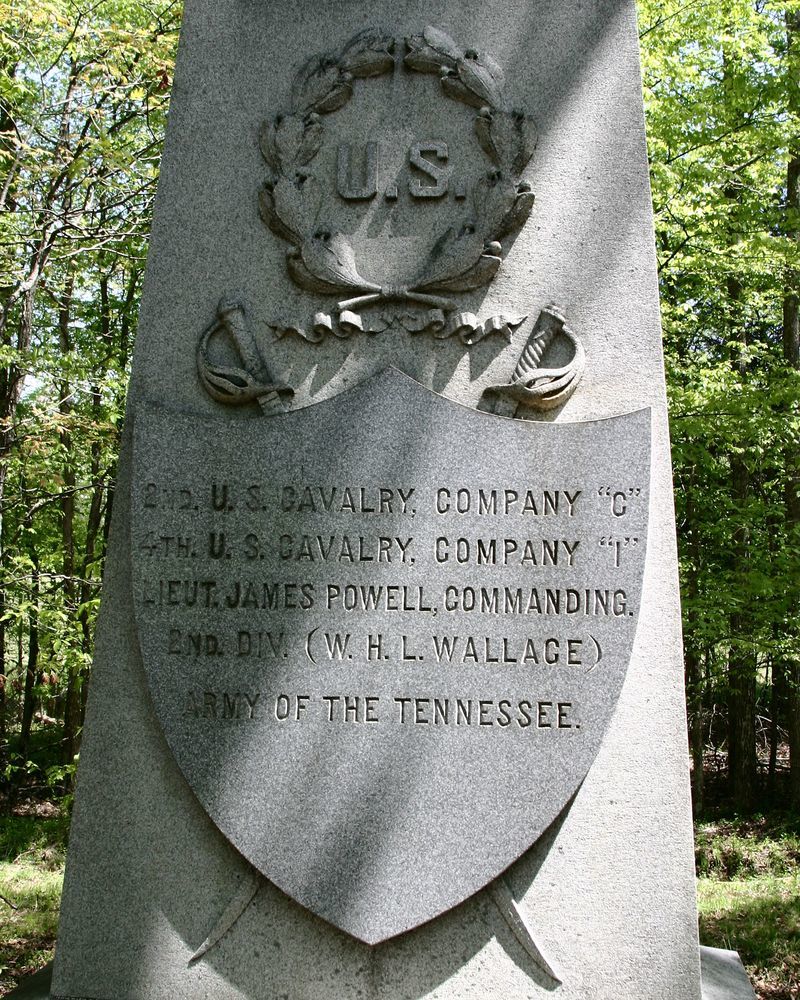 U.S.
2ND. U. S. CAVALRY, COMPANY "C"
4TH. U. S. CAVALRY, COMPANY "I"
LIEUT. JAMES POWELL, COMMANDING.
2ND. DIV. (W. H. L. WALLACE)
ARMY OF THE TENNESSEE.